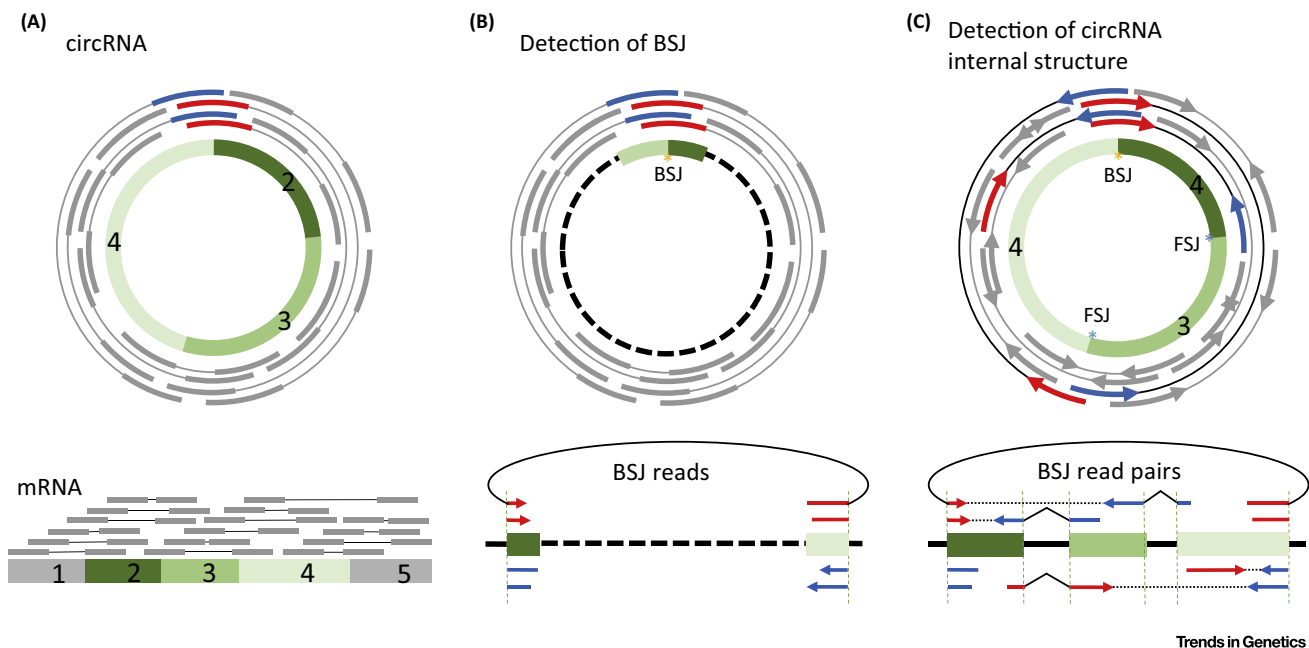 (A)
circRNA
2
4
3
mRNA
1 2 3 4 5
(B)
Detection of BSJ
*
BSJ
BSJ reads
(C)
Detection of circRNA
internal structure
*
BSJ
4
FSJ *
4
FSJ
*
3
BSJ read pairs
Trends in Genetics